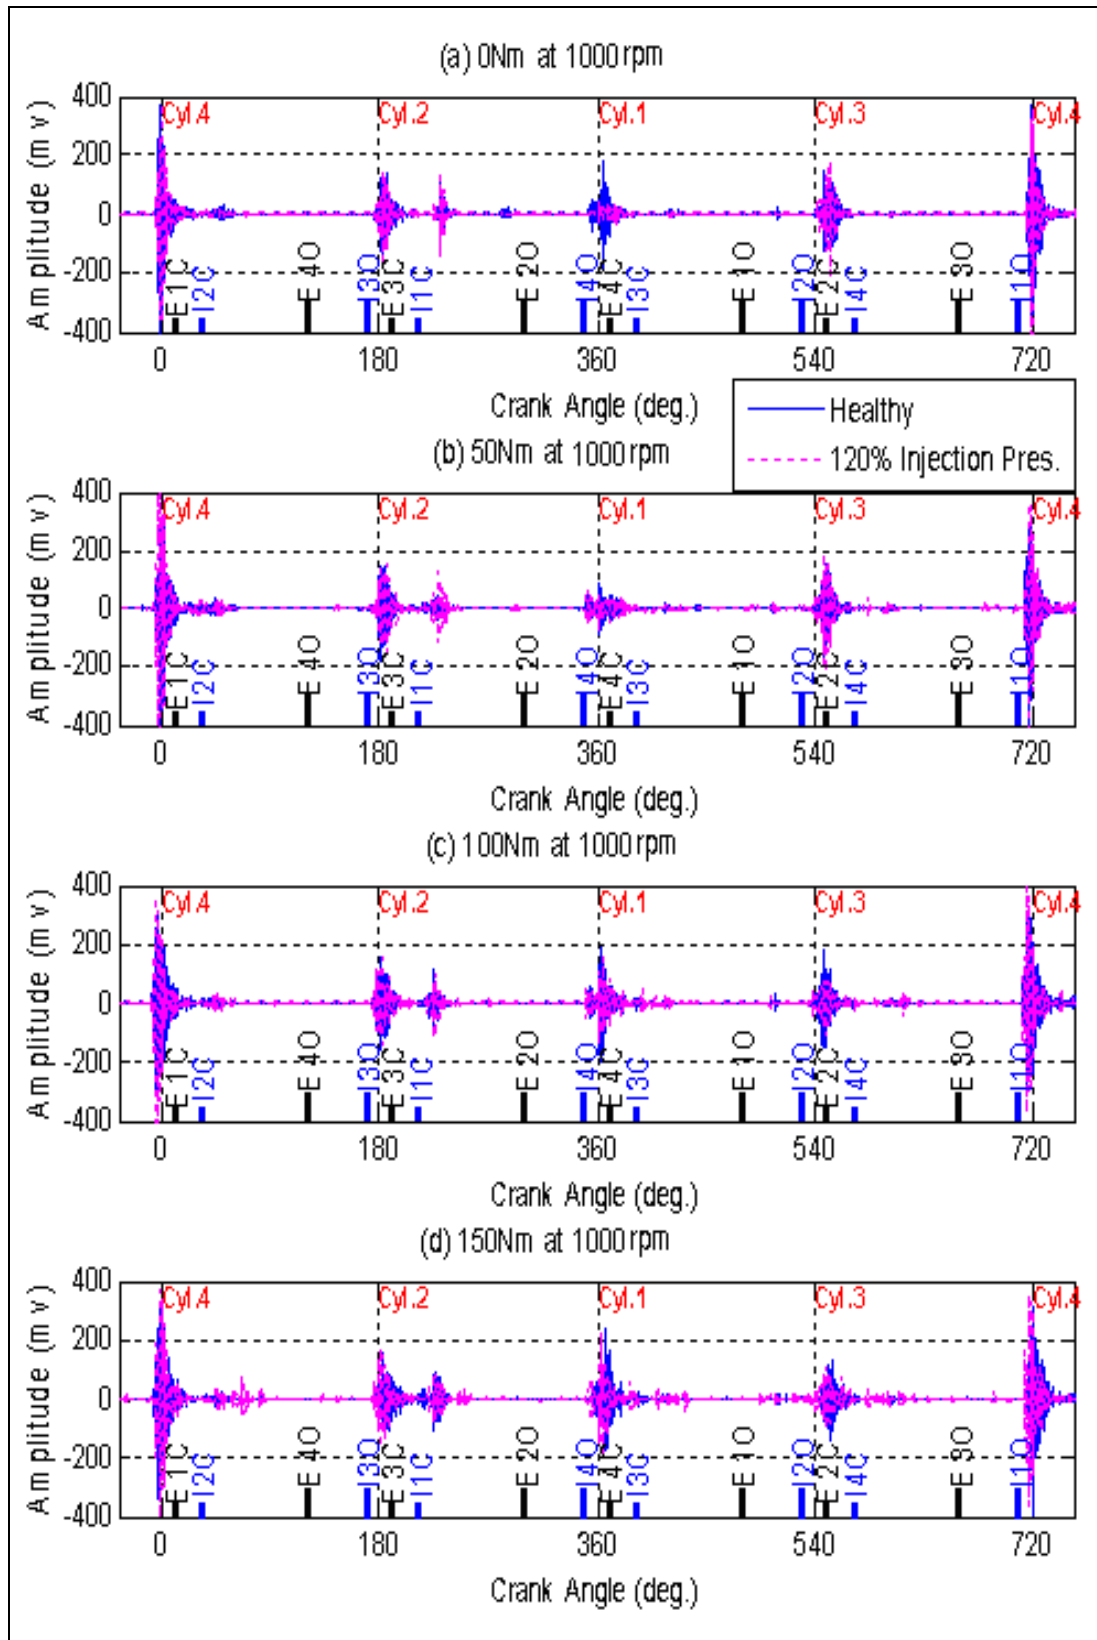 (a) 0Nm at 1000 rpm
400
200
0
-200
-400
Amplitude (mv)
Cyl.4 Cyl.2 Cyl.1 Cyl.3 Cyl.4
E1C I2C E4O I3O E3C I1C E2O I4O E4C I3C E1O I2O E2C I4C E3O I1O
0 180 360 540 720
Crank Angle (deg.)
Healthy
120% Injection Pres.
(b) 50Nm at 1000 rpm
400
200
0
-200
-400
Amplitude (mv)
Cyl.4 Cyl.2 Cyl.1 Cyl.3 Cyl.4
E1C I2C E4O I3O E3C I1C E2O I4O E4C I3C E1O I2O E2C I4C E3O I1O
0 180 360 540 720
Crank Angle (deg.)
(c) 100Nm at 1000 rpm
400
200
0
-200
-400
Amplitude (mv)
Cyl.4 Cyl.2 Cyl.1 Cyl.3 Cyl.4
E1C I2C E4O I3O E3C I1C E2O I4O E4C I3C E1O I2O E2C I4C E3O I1O
0 180 360 540 720
Crank Angle (deg.)
(d) 150Nm at 1000 rpm
400
200
0
-200
-400
Amplitude (mv)
Cyl.4 Cyl.2 Cyl.1 Cyl.3 Cyl.4
E1C I2C E4O I3O E3C I1C E2O I4O E4C I3C E1O I2O E2C I4C E3O I1O
0 180 360 540 720
Crank Angle (deg.)